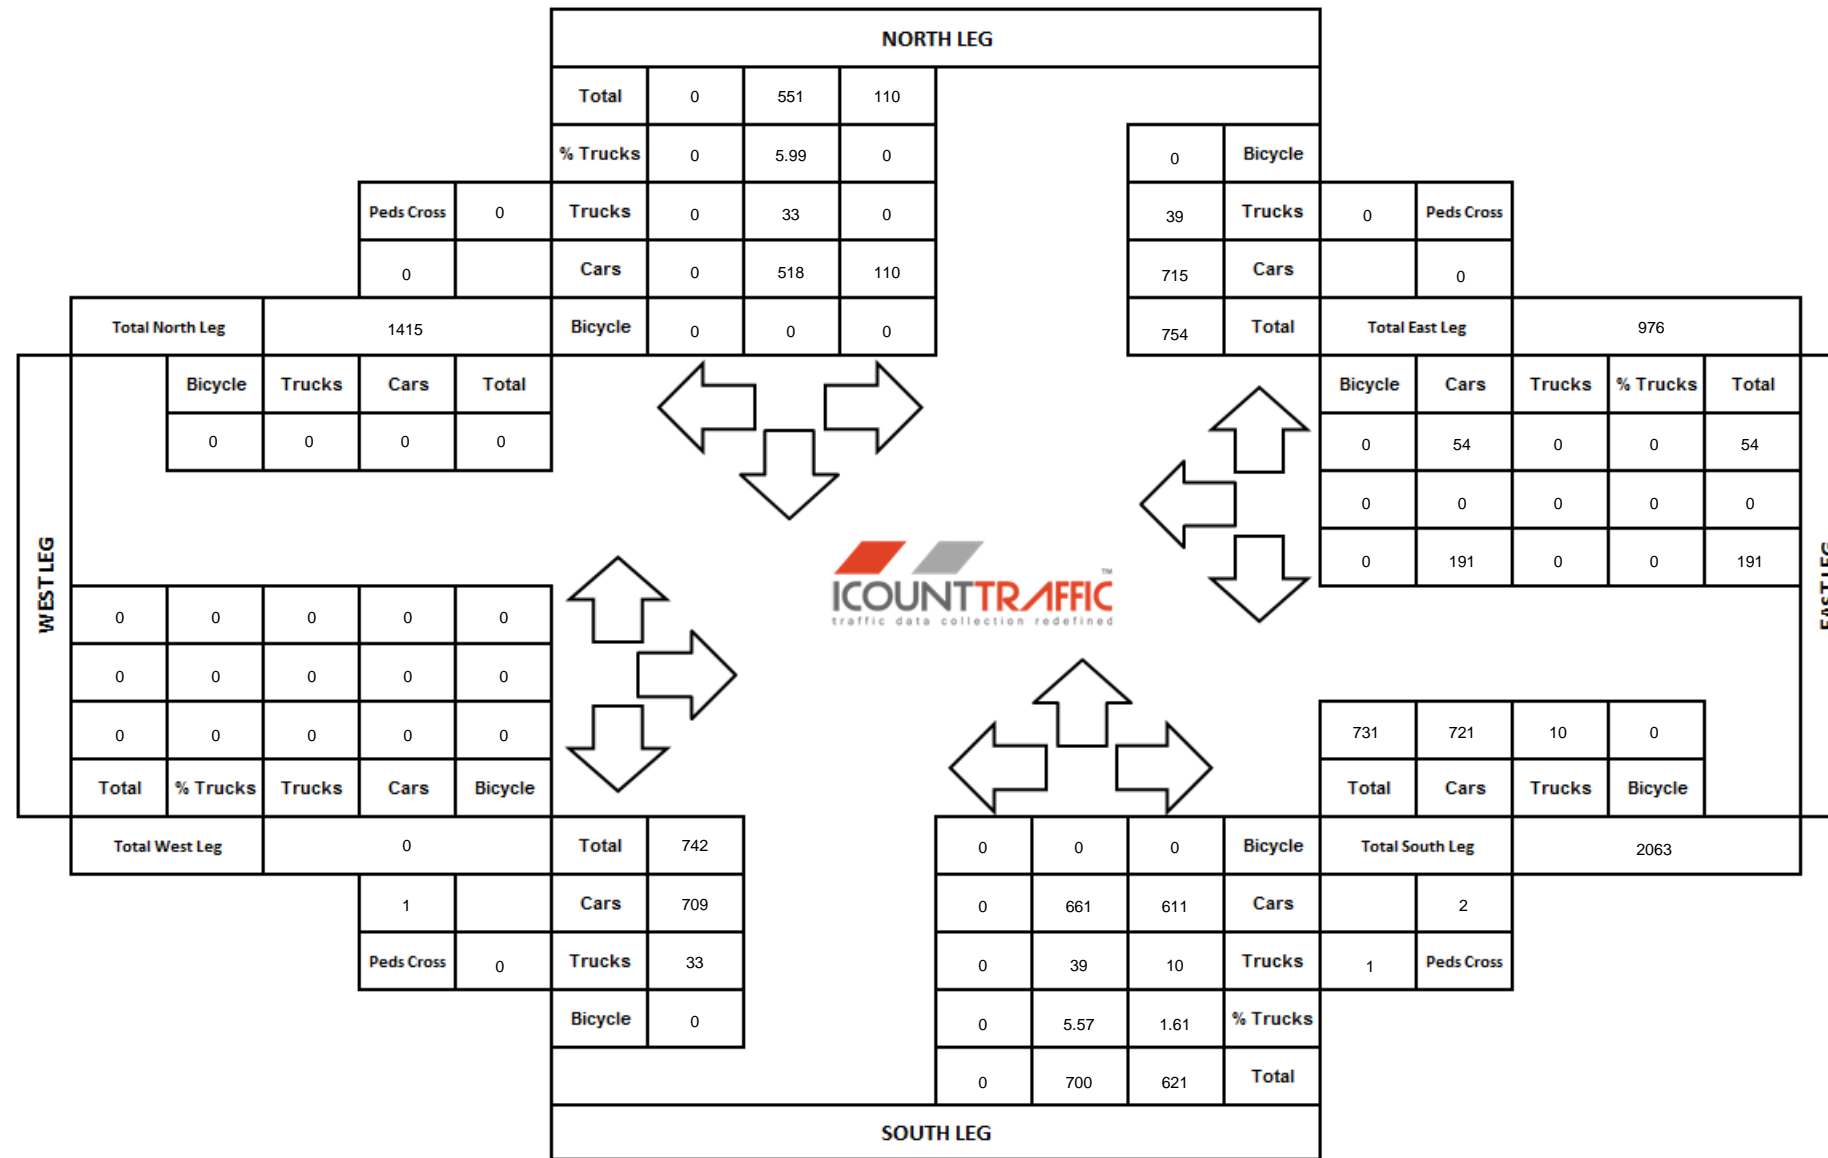 NORTH LEG
Total 0 551 110
% Trucks 0 5.99 0
0 Bicycle
Peds Cross 0 Trucks 0 33 0
39 Trucks 0 Peds Cross
0 Cars 0 518 110
715 Cars 0
Total North Leg 1415 Bicycle 0 0 0
754 Total Total East Leg 976
Bicycle Trucks Cars Total
0 0 0 0
Bicycle Cars Trucks % Trucks Total
0 54 0 0 54
0 0 0 0 0
0 191 0 0 191
WEST LEG
EAST LEG
ICOUNTTRAFFIC™
traffic data collection redefined
0 0 0 0 0
0 0 0 0 0
0 0 0 0 0
Total % Trucks Trucks Cars Bicycle
731 721 10 0
Total Cars Trucks Bicycle
Total West Leg 0 Total 742
0 0 0 Bicycle Total South Leg 2063
1 Cars 709
0 661 611 Cars 2
Peds Cross 0 Trucks 33
0 39 10 Trucks 1 Peds Cross
Bicycle 0
0 5.57 1.61 % Trucks
0 700 621 Total
SOUTH LEG